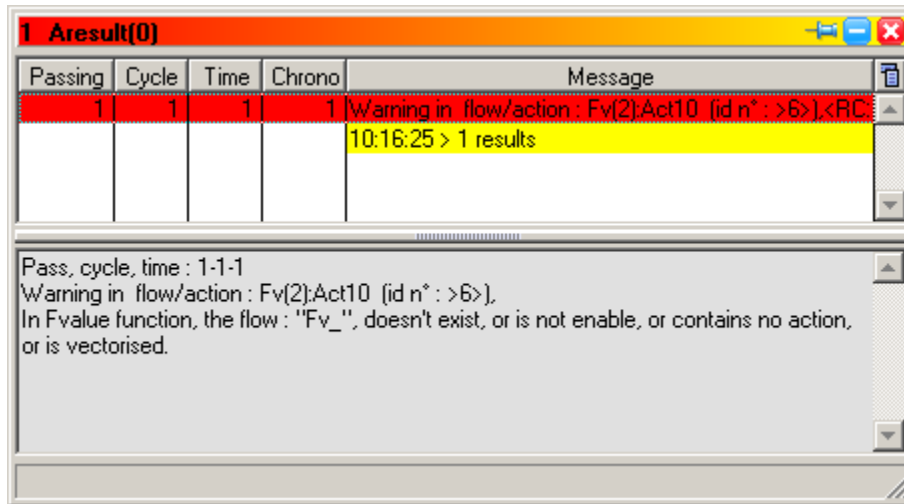 1 Aresult(0)
Passing Cycle Time Chrono Message
1 1 1 1 Warning in flow/action : Fv(2):Act10 (id n° : >6>),<RC:
10:16:25 > 1 results
Pass, cycle, time : 1-1-1
Warning in flow/action : Fv(2):Act10 (id n° : >6>),
In Fvalue function, the flow : "Fv_", doesn't exist, or is not enable, or contains no action,
or is vectorised.